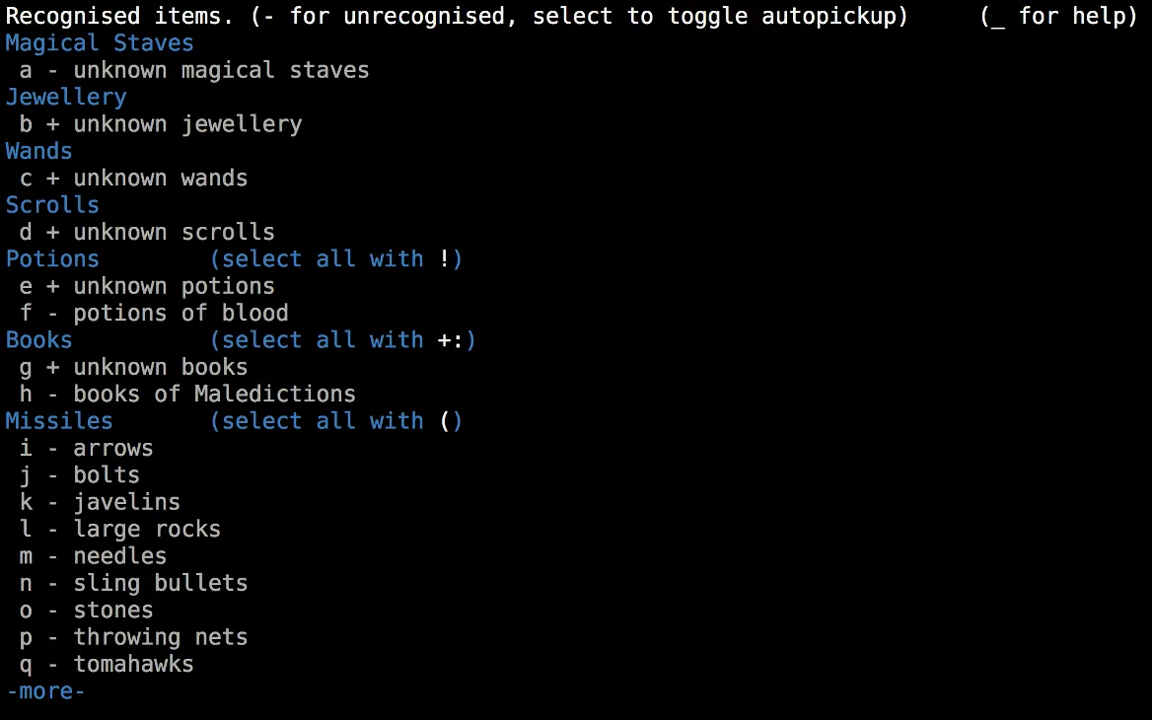 Recognised items. (- for unrecognised, select to toggle autopickup)     (_ for help)
Magical Staves
 a - unknown magical staves
Jewellery
 b + unknown jewellery
Wands
 c + unknown wands
Scrolls
 d + unknown scrolls
Potions        (select all with !)
 e + unknown potions
 f - potions of blood
Books          (select all with +:)
 g + unknown books
 h - books of Maledictions
Missiles       (select all with ()
 i - arrows
 j - bolts
 k - javelins
 l - large rocks
 m - needles
 n - sling bullets
 o - stones
 p - throwing nets
 q - tomahawks
-more-